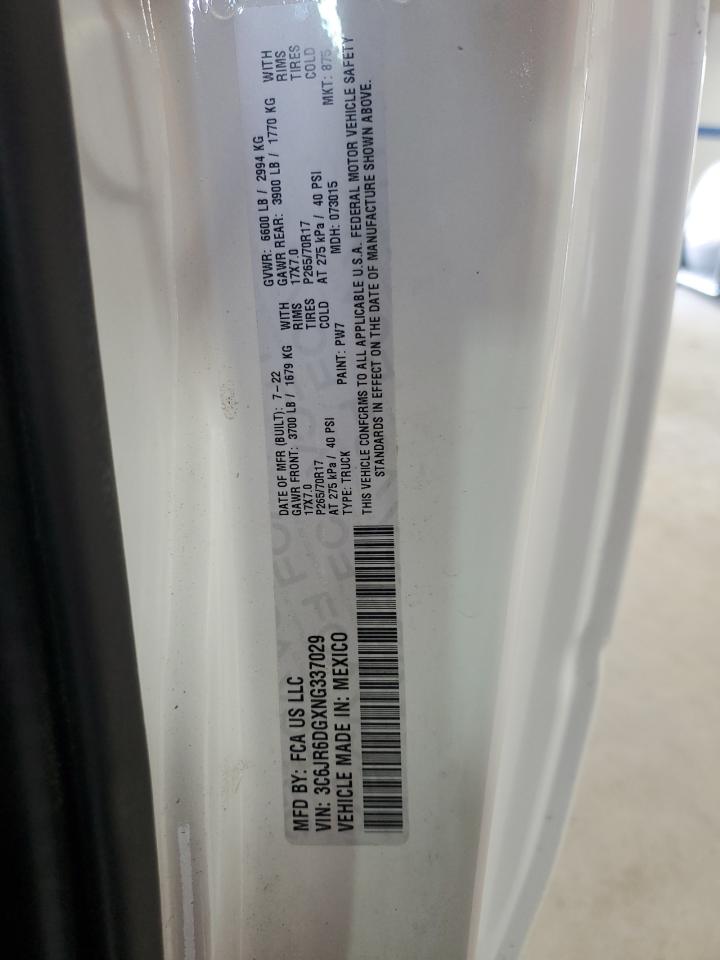 MFD BY: FCA US LLC
VIN: 3C6JR6DGXNG337029
VEHICLE MADE IN: MEXICO
DATE OF MFR (BUILT): 7-22 GVWR: 6600 LB / 2994 KG
GAWR FRONT: 3700 LB / 1679 KG WITH GAWR REAR: 3900 LB / 1770 KG WITH
17X7.0 RIMS 17X7.0 RIMS
P265/70R17 TIRES P265/70R17 TIRES
AT 275 kPa / 40 PSI COLD AT 275 kPa / 40 PSI COLD
TYPE: TRUCK PAINT: PW7 MDH: 073015 MKT: 875
THIS VEHICLE CONFORMS TO ALL APPLICABLE U.S.A. FEDERAL MOTOR VEHICLE SAFETY
STANDARDS IN EFFECT ON THE DATE OF MANUFACTURE SHOWN ABOVE.